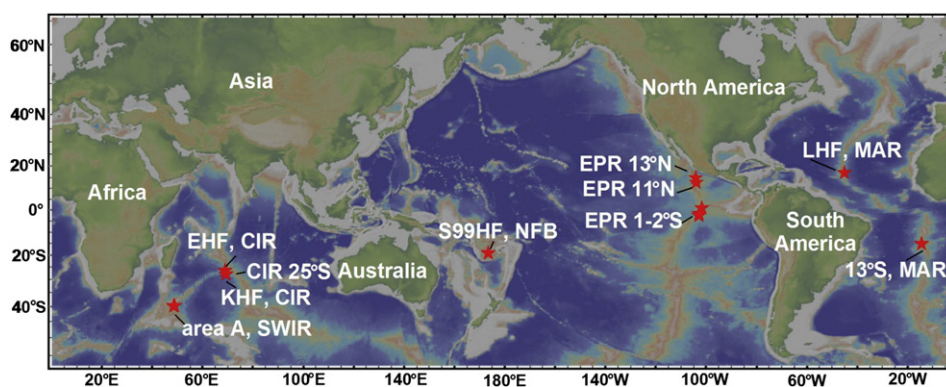 60°N
40°N
20°N
0°
20°S
40°S
Asia
North America
Africa
LHF, MAR
EPR 13°N
EPR 11°N
EPR 1-2°S
South
America
S99HF, NFB
EHF, CIR
CIR 25°S
Australia
KHF, CIR
13°S, MAR
area A, SWIR
20°E
60°E
100°E
140°E
180°
140°W
100°W
60°W
20°W